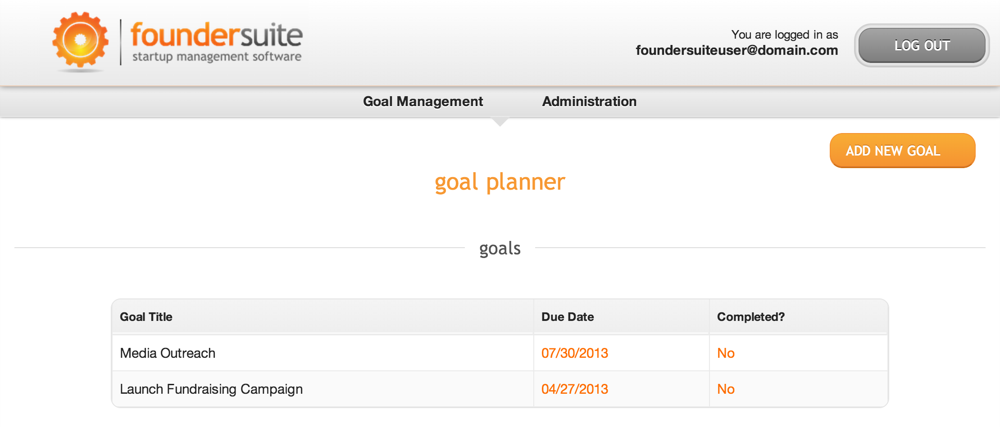 foundersuite
startup management software
You are logged in as
foundersuiteuser@domain.com
LOG OUT
Goal Management Administration
ADD NEW GOAL
goal planner
goals
Goal Title Due Date Completed?
Media Outreach 07/30/2013 No
Launch Fundraising Campaign 04/27/2013 No